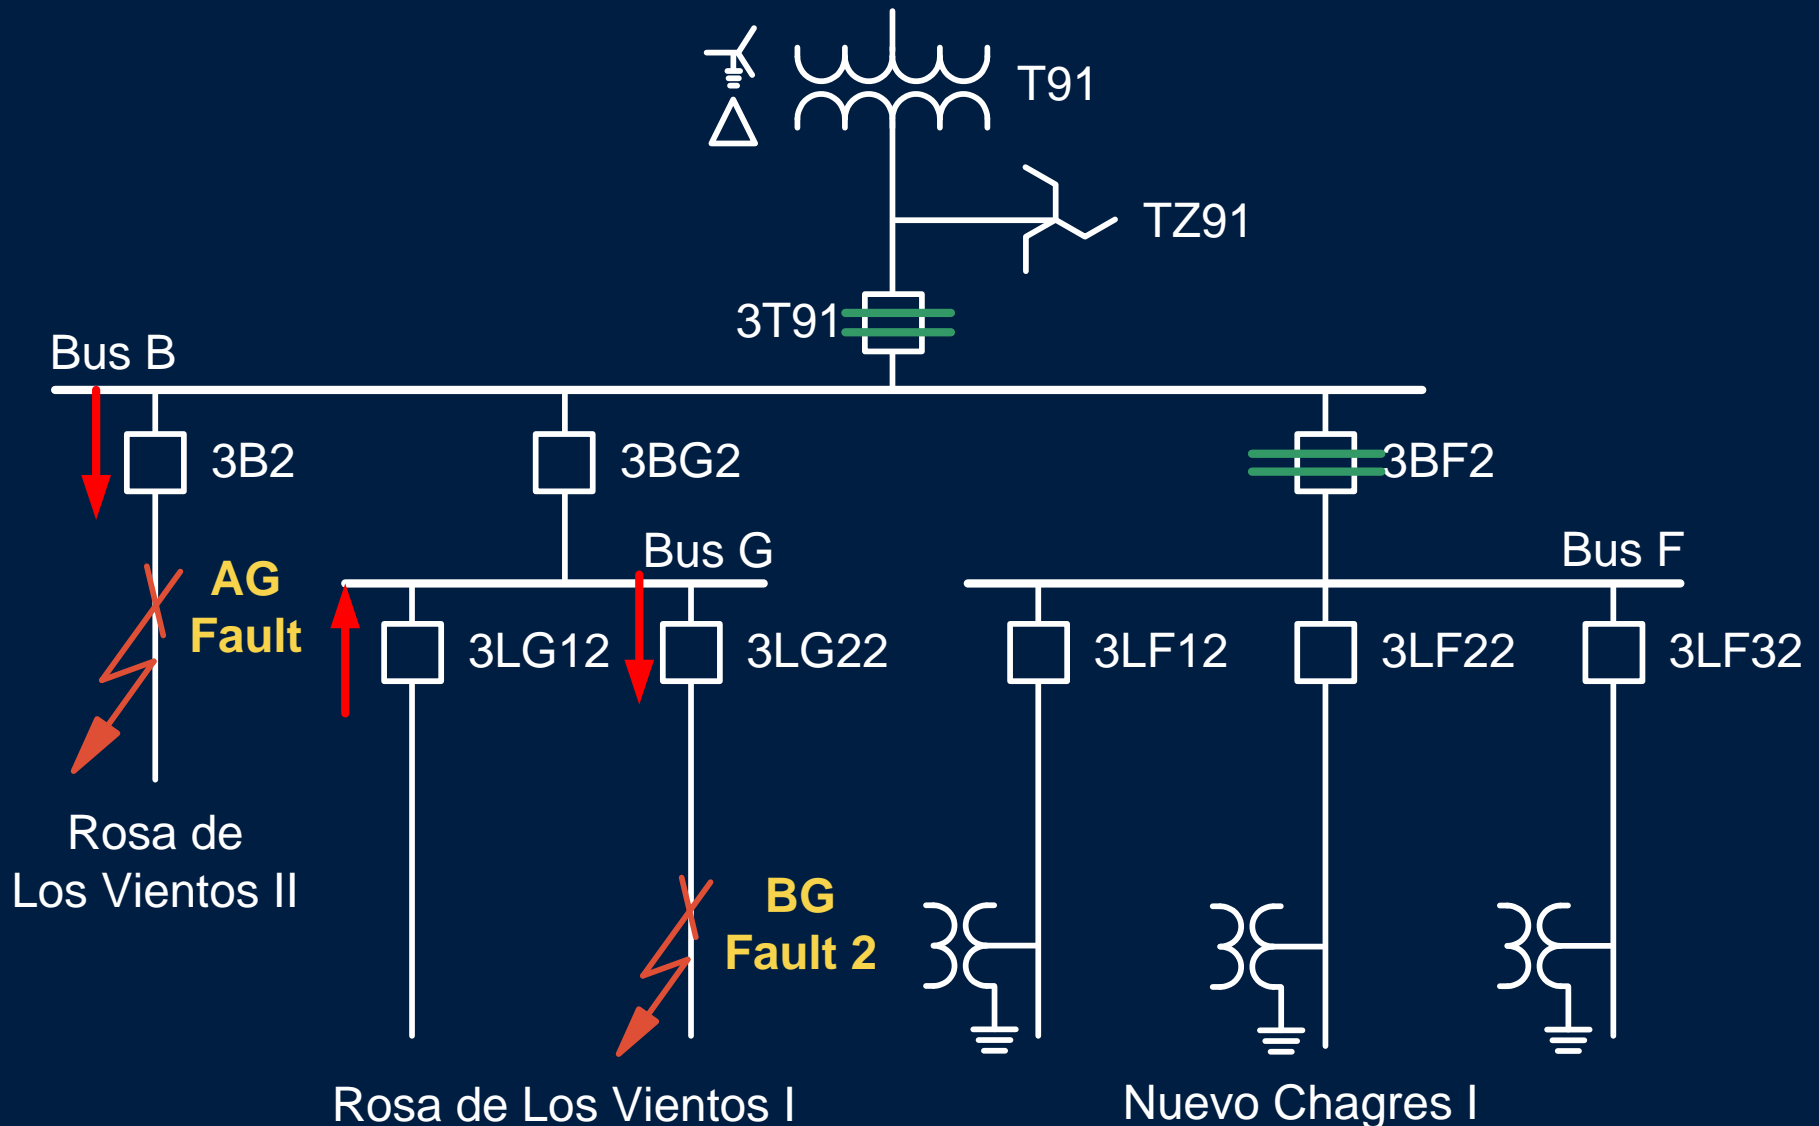 T91
TZ91
3T91
Bus B
3B2
3BG2
3BF2
Bus G
Bus F
AG
Fault
3LG12
3LG22
3LF12
3LF22
3LF32
Rosa de
Los Vientos II
BG
Fault 2
Rosa de Los Vientos I
Nuevo Chagres I